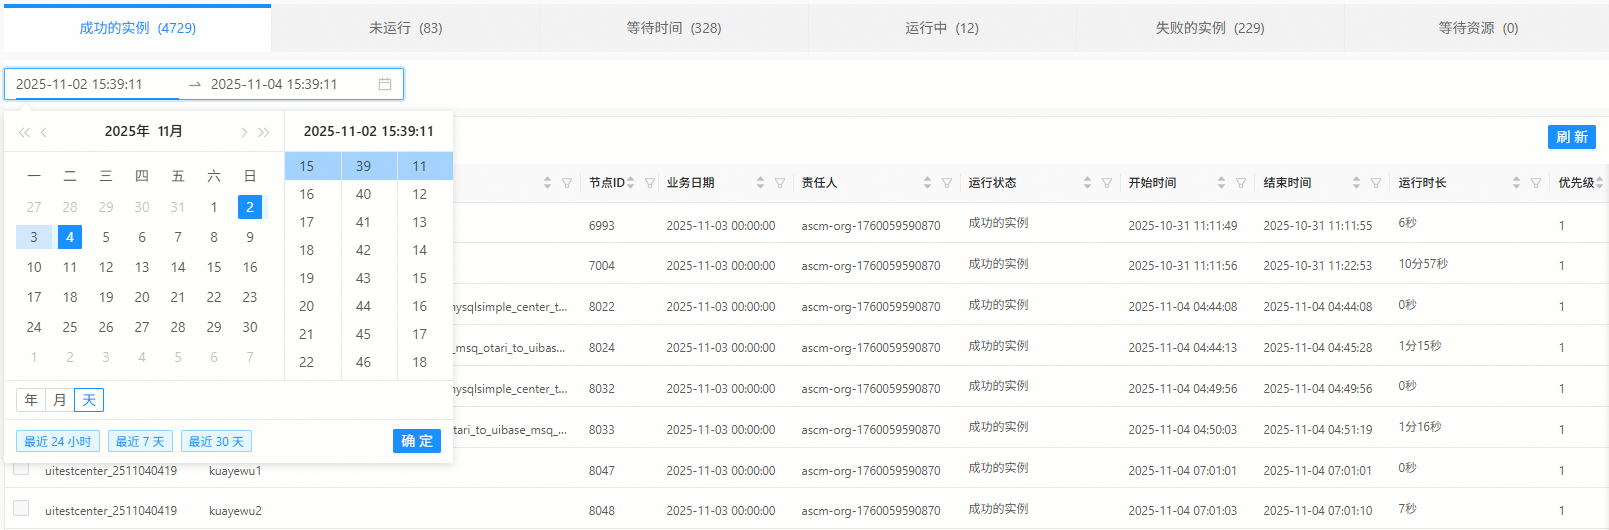 成功的实例 (4729) 未运行 (83) 等待时间 (328) 运行中 (12) 失败的实例 (229) 等待资源 (0)
2025-11-02 15:39:11 → 2025-11-04 15:39:11
2025年 11月 2025-11-02 15:39:11
刷 新
一 二 三 四 五 六 日
27 28 29 30 31 1 2
3 4 5 6 7 8 9
10 11 12 13 14 15 16
17 18 19 20 21 22 23
24 25 26 27 28 29 30
1 2 3 4 5 6 7
15 39 11
16 40 12
17 41 13
18 42 14
19 43 15
20 44 16
21 45 17
22 46 18
年 月 天
最近 24 小时 最近 7 天 最近 30 天 确 定
节点ID 业务日期 责任人 运行状态 开始时间 结束时间 运行时长 优先级
6993 2025-11-03 00:00:00 ascm-org-1760059590870 成功的实例 2025-10-31 11:11:49 2025-10-31 11:11:55 6秒 1
7004 2025-11-03 00:00:00 ascm-org-1760059590870 成功的实例 2025-10-31 11:11:56 2025-10-31 11:22:53 10分57秒 1
nysqlsimple_center_t... 8022 2025-11-03 00:00:00 ascm-org-1760059590870 成功的实例 2025-11-04 04:44:08 2025-11-04 04:44:08 0秒 1
_msq_otari_to_uibas... 8024 2025-11-03 00:00:00 ascm-org-1760059590870 成功的实例 2025-11-04 04:44:13 2025-11-04 04:45:28 1分15秒 1
nysqlsimple_center_t... 8032 2025-11-03 00:00:00 ascm-org-1760059590870 成功的实例 2025-11-04 04:49:56 2025-11-04 04:49:56 0秒 1
tari_to_uibase_msq_... 8033 2025-11-03 00:00:00 ascm-org-1760059590870 成功的实例 2025-11-04 04:50:03 2025-11-04 04:51:19 1分16秒 1
uitestcenter_2511040419 kuayewu1 8047 2025-11-03 00:00:00 ascm-org-1760059590870 成功的实例 2025-11-04 07:01:01 2025-11-04 07:01:01 0秒 1
uitestcenter_2511040419 kuayewu2 8048 2025-11-03 00:00:00 ascm-org-1760059590870 成功的实例 2025-11-04 07:01:03 2025-11-04 07:01:10 7秒 1